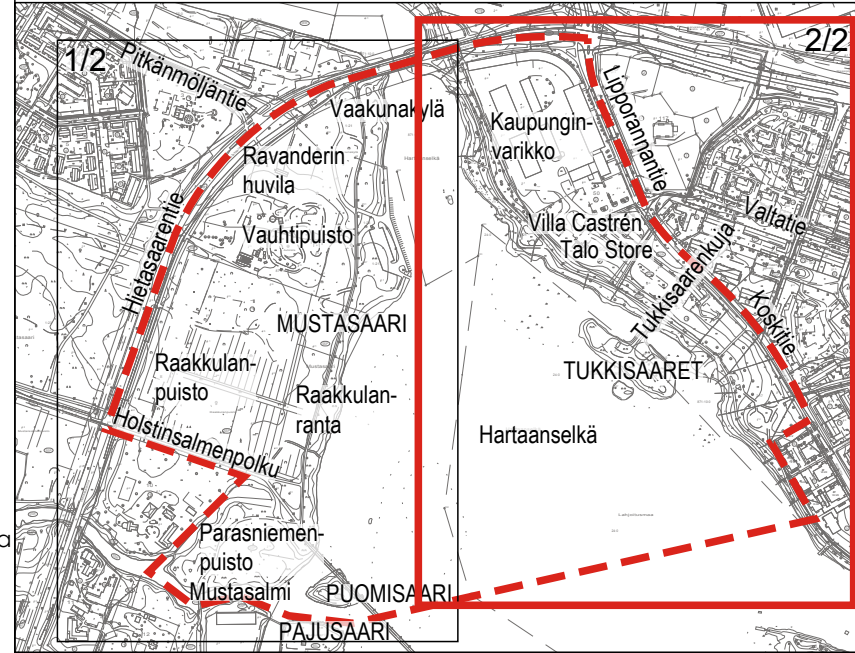 1/2
2/2
Pitkänmöljäntie
Vaakunakylä
Ravanderin
huvila
Vauhtipuisto
Hietasaarentie
MUSTASAARI
Raakkulan-
puisto
Raakkulan-
ranta
Holstinsalmenpolku
Parasniemen-
puisto
Mustasalmi
PUOMISAARI
PAJUSAARI
Kaupungin-
varikko
Lipporannantie
Valtatie
Villa Castrén
Talo Store
Tukkisaarenkuja
Koskitie
TUKKISAARET
Hartaanselkä
a